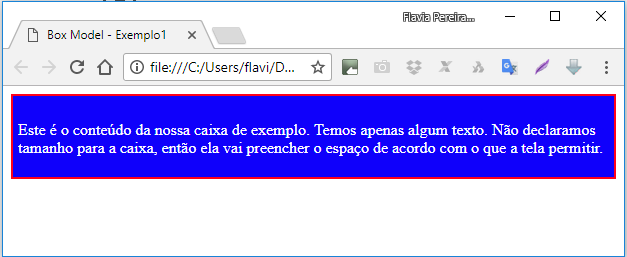 Flavia Pereira...
Box Model - Exemplo1
file:///C:/Users/flavi/D...
Este é o conteúdo da nossa caixa de exemplo. Temos apenas algum texto. Não declaramos
tamanho para a caixa, então ela vai preencher o espaço de acordo com o que a tela permitir.